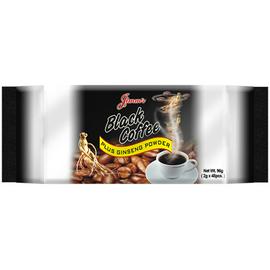 Jimm's
Black
Coffee
PLUS GINSENG POWDER
Net Wt. 96g
( 2g x 48pcs. )